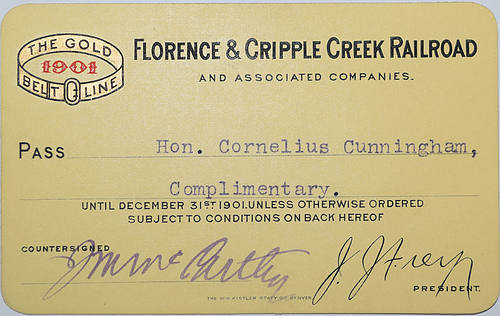 THE GOLD
1901
BELT LINE
FLORENCE & CRIPPLE CREEK RAILROAD
AND ASSOCIATED COMPANIES.
PASS Hon. Cornelius Cunningham,
Complimentary.
UNTIL DECEMBER 31ST 1901. UNLESS OTHERWISE ORDERED
SUBJECT TO CONDITIONS ON BACK HEREOF
COUNTERSIGNED
PRESIDENT.